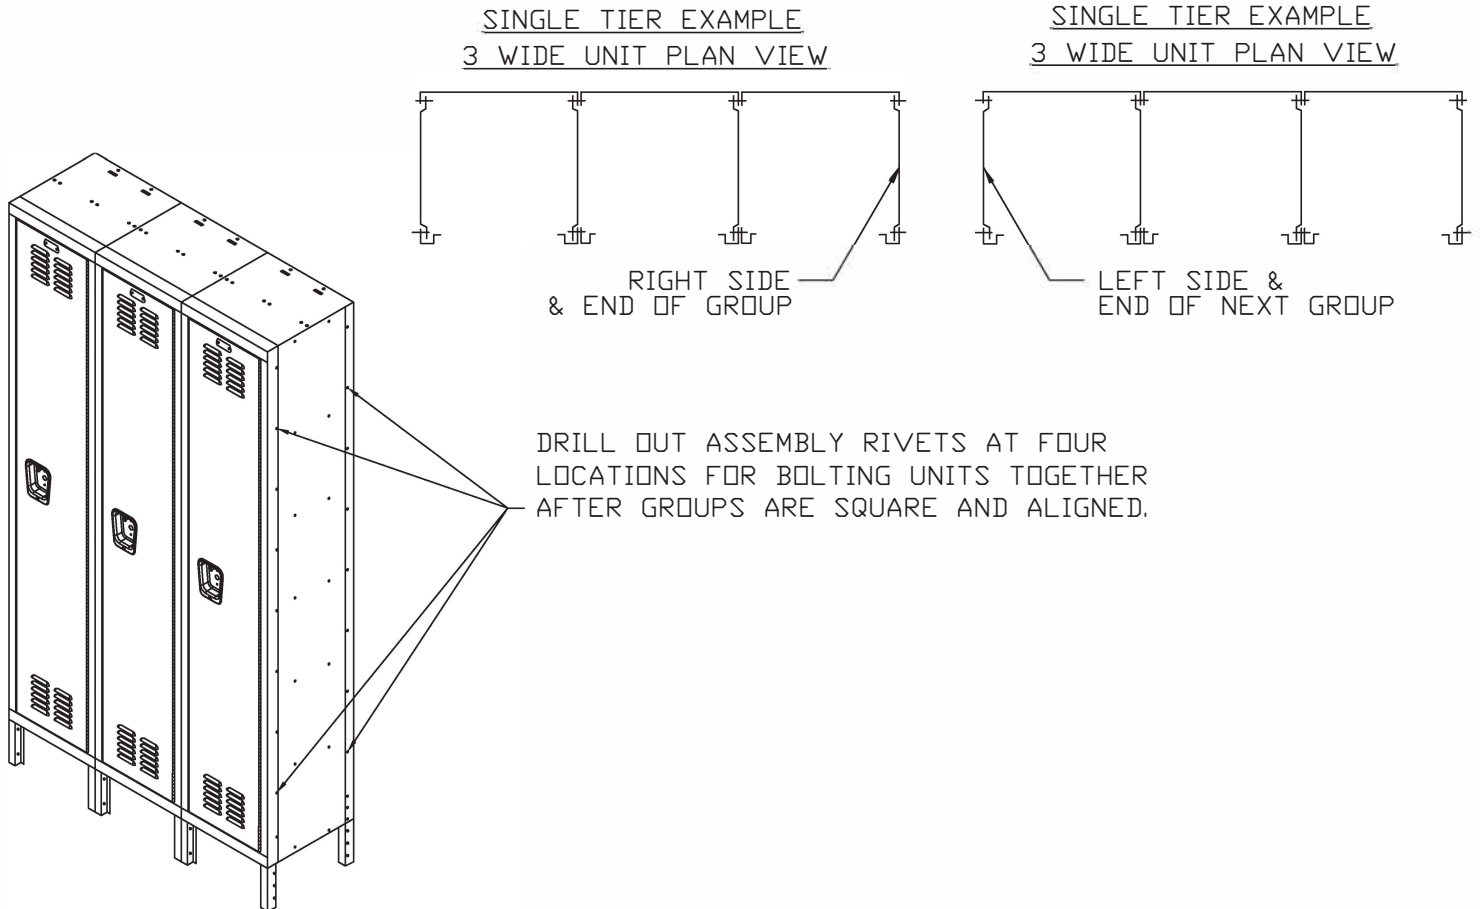 SINGLE TIER EXAMPLE
3 WIDE UNIT PLAN VIEW
SINGLE TIER EXAMPLE
3 WIDE UNIT PLAN VIEW
RIGHT SIDE
& END OF GROUP
LEFT SIDE &
END OF NEXT GROUP
DRILL OUT ASSEMBLY RIVETS AT FOUR
LOCATIONS FOR BOLTING UNITS TOGETHER
AFTER GROUPS ARE SQUARE AND ALIGNED.